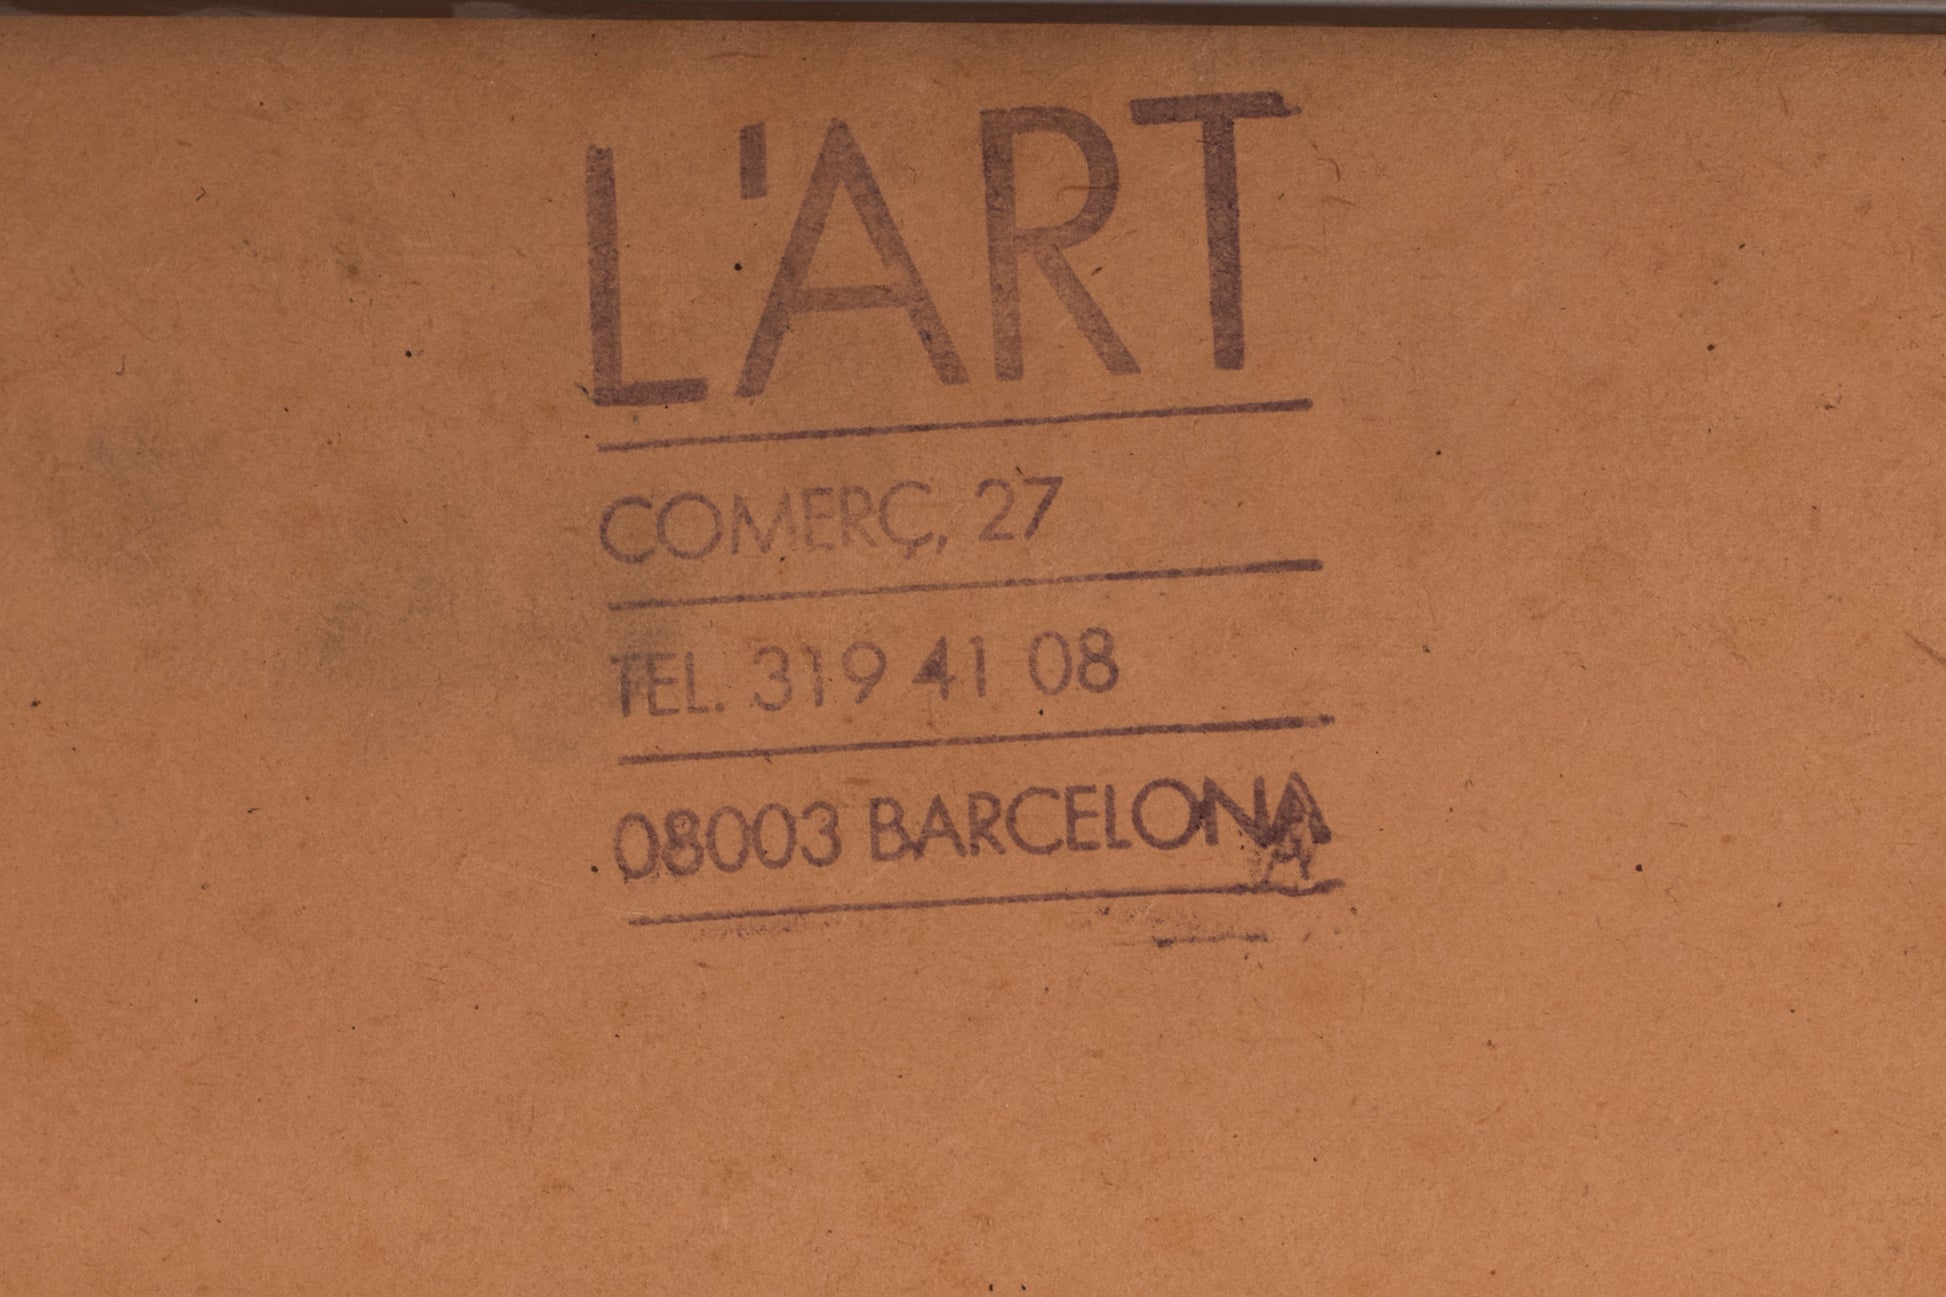 L'ART
COMERÇ, 27
TEL. 319 41 08
08003 BARCELONA